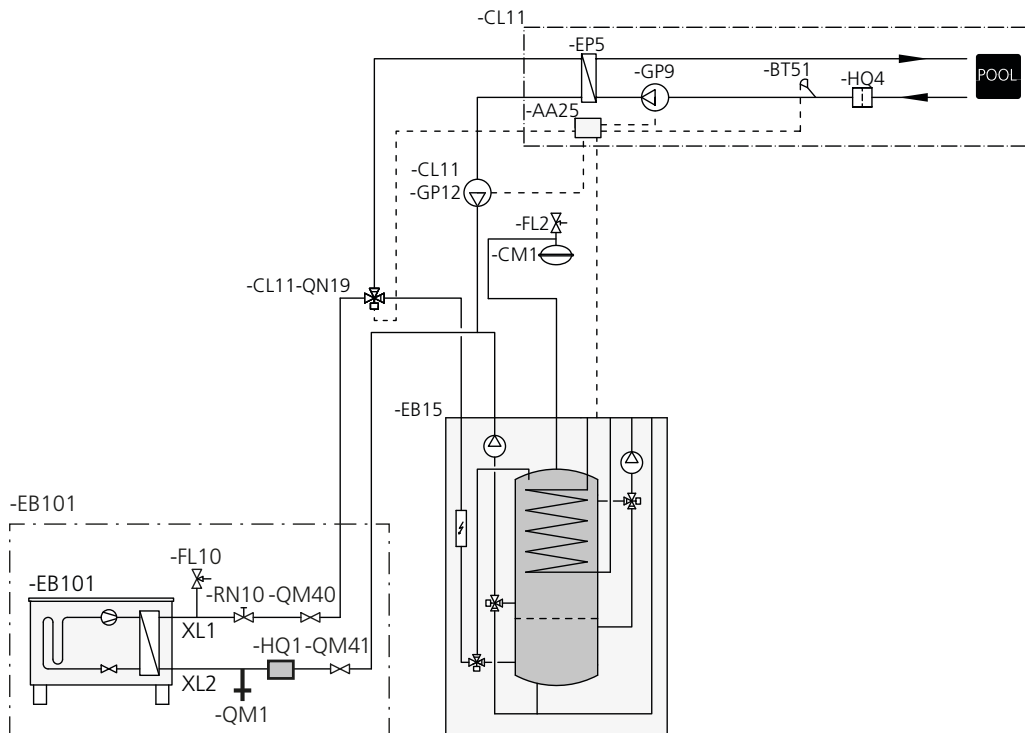 -CL11
-EP5
-GP9
-BT51
-HQ4
POOL
-AA25
-CL11
-GP12
-FL2
-CM1
-CL11-QN19
-EB15
-EB101
-FL10
-EB101
-RN10 -QM40
XL1
-HQ1 -QM41
XL2
-QM1